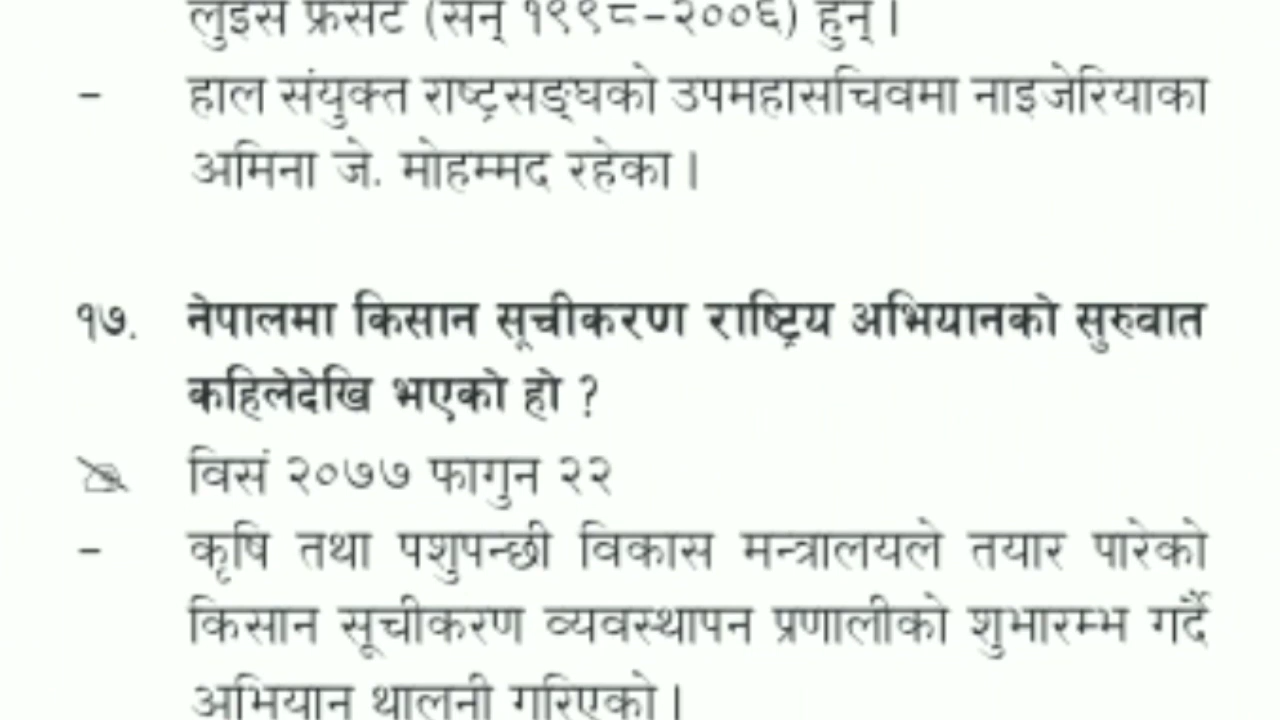 लुइस फ्रेसेट (सन् १९९८-२००६) हुन् ।
- हाल संयुक्त राष्ट्रसङ्घको उपमहासचिवमा नाइजेरियाका
अमिना जे. मोहम्मद रहेका ।
१७. नेपालमा किसान सूचीकरण राष्ट्रिय अभियानको सुरुवात
कहिलेदेखि भएको हो ?
विसं २०७७ फागुन २२
- कृषि तथा पशुपन्छी विकास मन्त्रालयले तयार पारेको
किसान सूचीकरण व्यवस्थापन प्रणालीको शुभारम्भ गर्दै
अभियान थालनी गरिएको ।